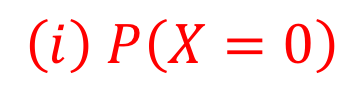 (i) P(X = 0)